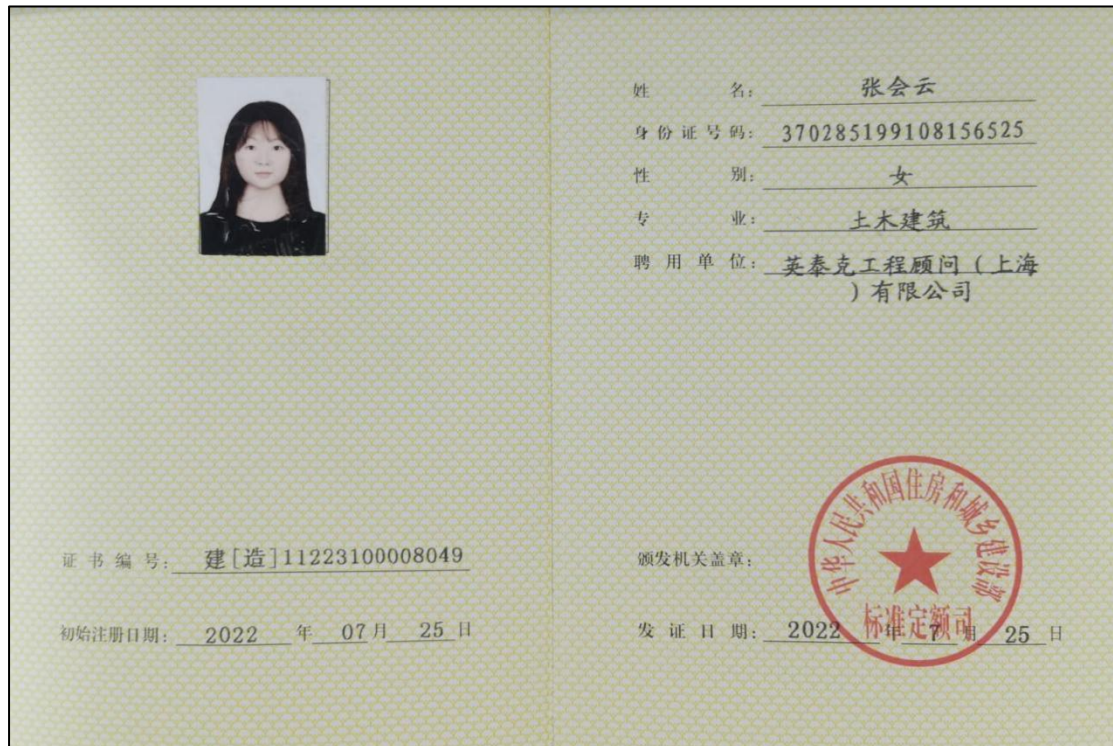 姓名：张会云
身份证号码：370285199108156525
性别：女
专业：土木建筑
聘用单位：英泰克工程顾问（上海
）有限公司
证书编号：建[造]11223100008049
初始注册日期：2022年07月25日
颁发机关盖章：
中华人民共和国住房和城乡建设部
标准定额司
发证日期：2022年7月25日